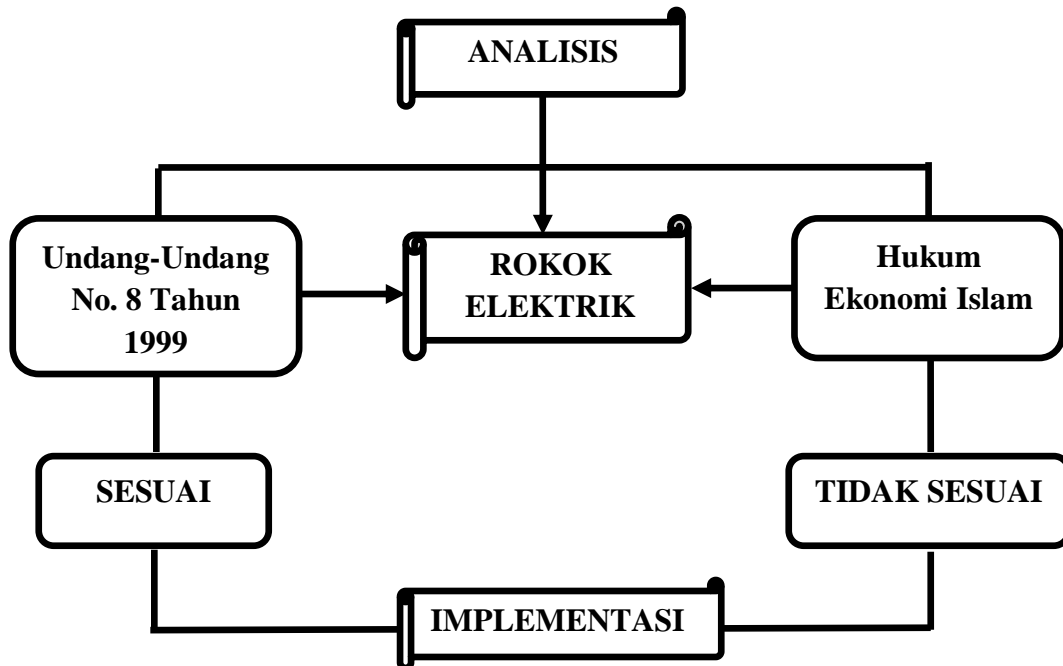 ANALISIS
Undang-Undang
No. 8 Tahun
1999
ROKOK
ELEKTRIK
Hukum
Ekonomi Islam
SESUAI
TIDAK SESUAI
IMPLEMENTASI